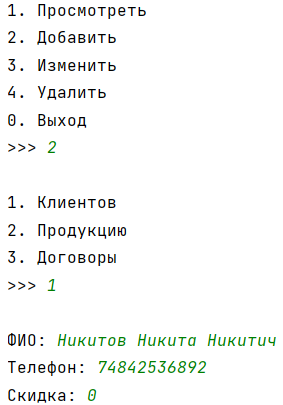 1. Просмотреть
2. Добавить
3. Изменить
4. Удалить
0. Выход
>>> 2
1. Клиентов
2. Продукцию
3. Договоры
>>> 1
ФИО: Никитов Никита Никитич
Телефон: 74842536892
Скидка: 0